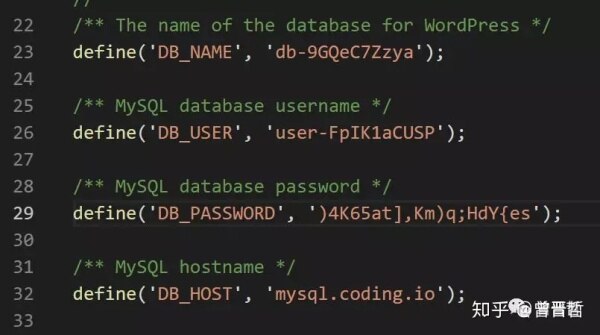 //
22 /** The name of the database for WordPress */
23 define('DB_NAME', 'db-9GQeC7Zzya');
24
25 /** MySQL database username */
26 define('DB_USER', 'user-FpIK1aCUSP');
27
28 /** MySQL database password */
29 define('DB_PASSWORD', ')4K65at],Km)q;HdY{es');
30
31 /** MySQL hostname */
32 define('DB_HOST', 'mysql.coding.io');
33
知乎 @曾晋哲